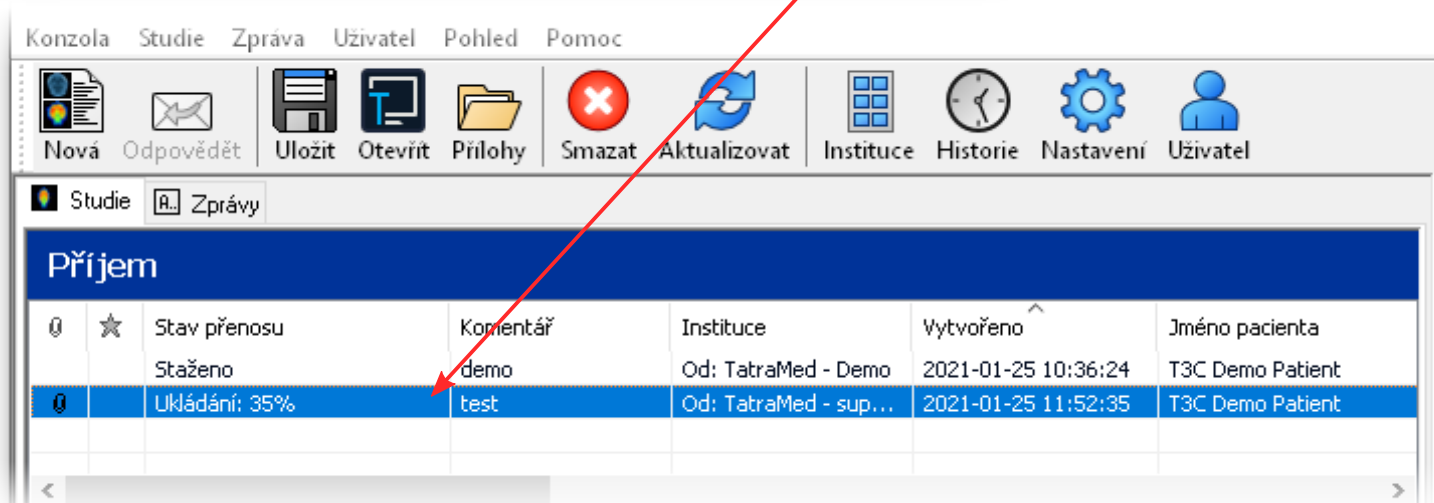 Konzola Studie Zpráva Uživatel Pohled Pomoc
Nová Odpovědět Uložit Otevřít Přílohy Smazat Aktualizovat Instituce Historie Nastavení Uživatel
Studie A.. Zprávy
Příjem
Stav přenosu Komentář Instituce Vytvořeno Jméno pacienta
Staženo demo Od: TatraMed - Demo 2021-01-25 10:36:24 T3C Demo Patient
Ukládání: 35% test Od: TatraMed - sup... 2021-01-25 11:52:35 T3C Demo Patient